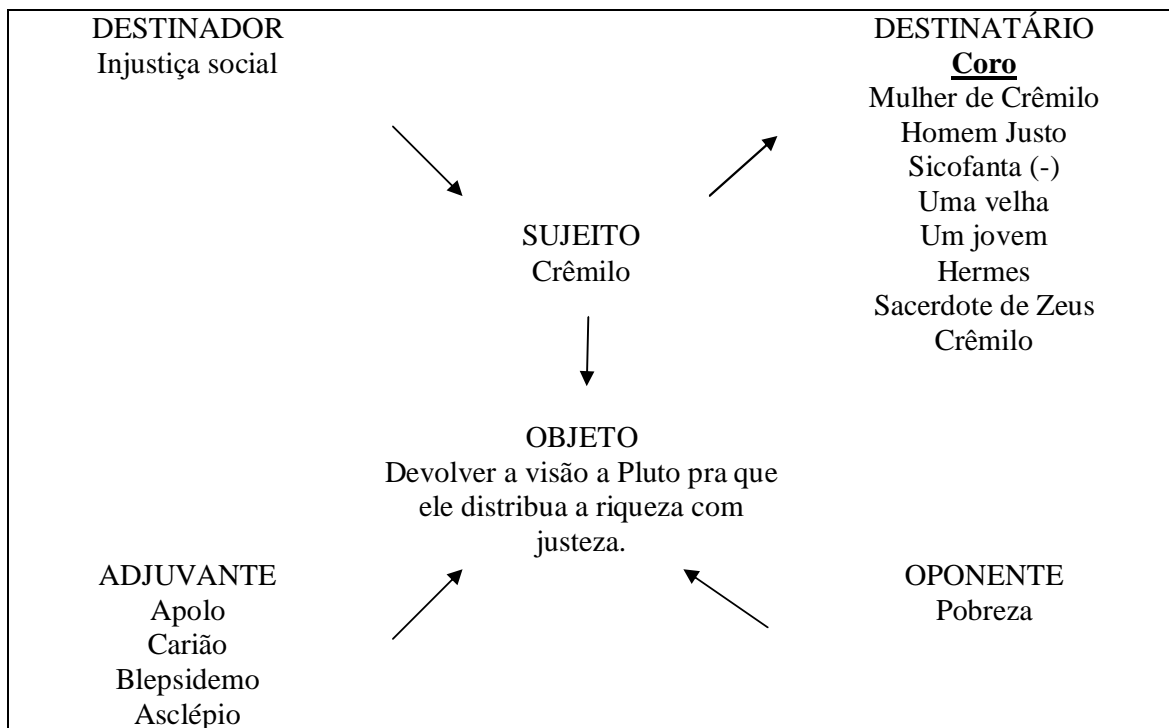 DESTINADOR
Injustiça social
DESTINATÁRIO
Coro
Mulher de Crêmilo
Homem Justo
Sicofanta (-)
Uma velha
Um jovem
Hermes
Sacerdote de Zeus
Crêmilo
SUJEITO
Crêmilo
OBJETO
Devolver a visão a Pluto pra que
ele distribua a riqueza com
justeza.
ADJUVANTE
Apolo
Carião
Blepsidemo
Asclépio
OPONENTE
Pobreza